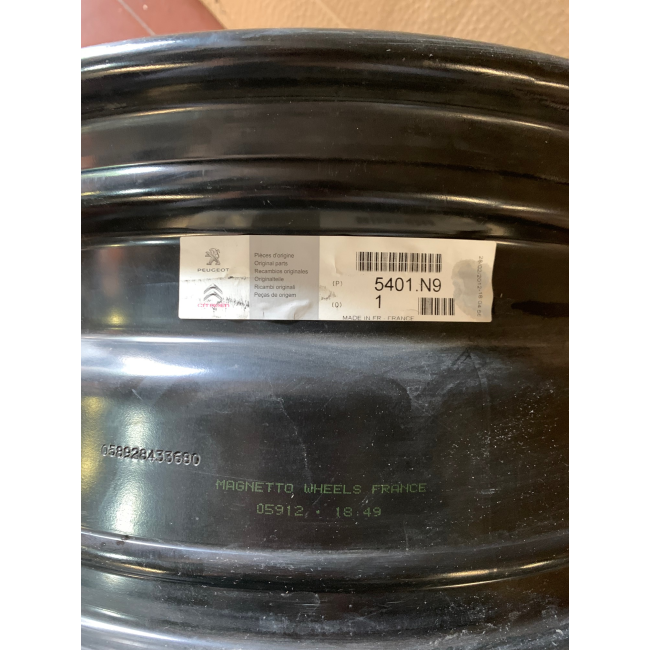 PEUGEOT
CITROËN
Pièces d'origine
Original parts
Recambios originales
Originalteile
Ricambi originali
Peças de origem
(P) 5401.N9
(Q) 1
MADE IN FR - FRANCE
MAGNETTO WHEELS FRANCE
05912 18:49